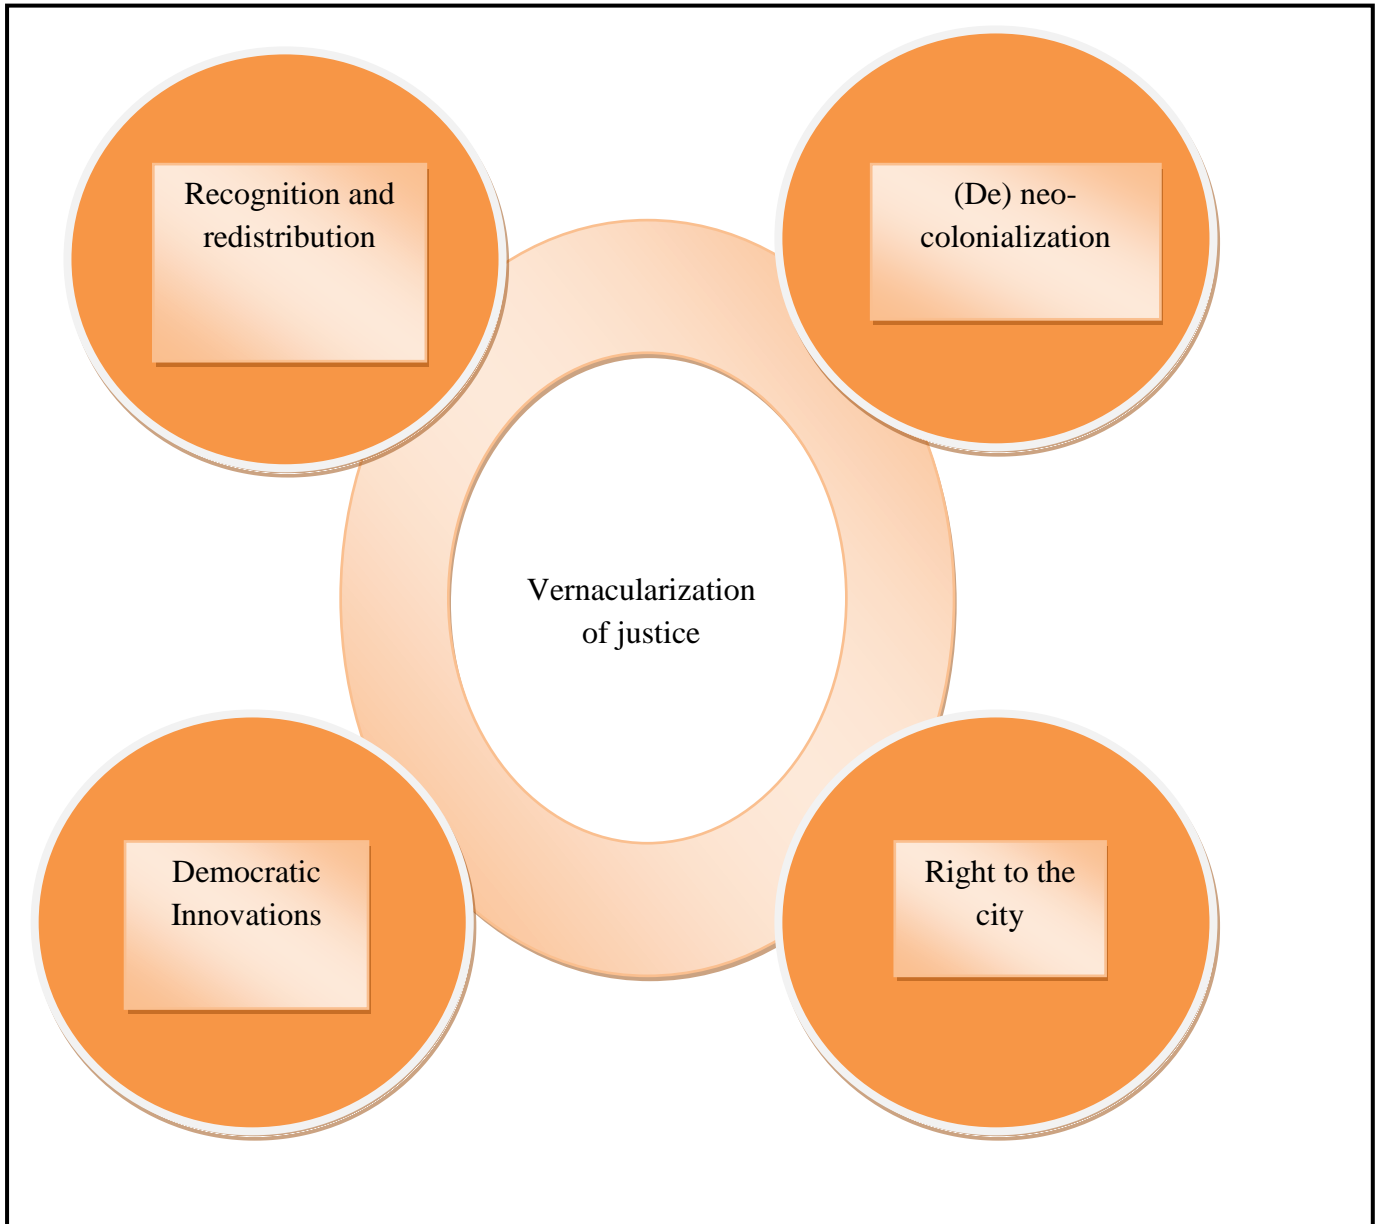 Recognition and
redistribution
(De) neo-
colonialization
Vernacularization
of justice
Democratic
Innovations
Right to the
city